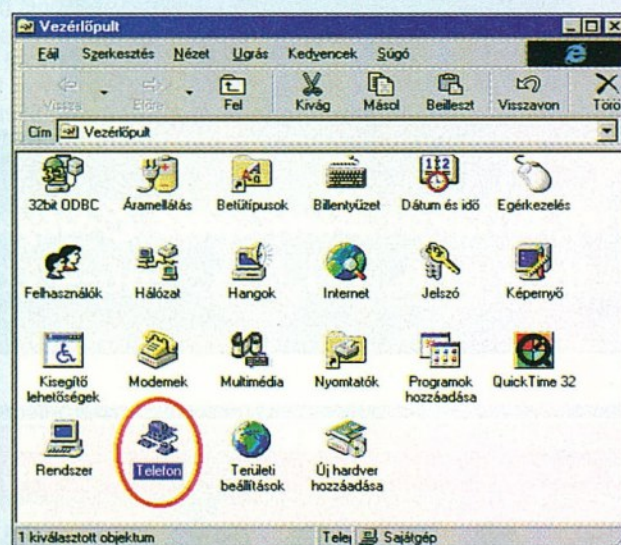 Vezérlőpult
Fájl Szerkesztés Nézet Ugrás Kedvencek Súgó
Vissza Előre Fel Kivág Másol Beilleszt Visszavon Törö
Cím Vezérlőpult
32bit ODBC Áramellátás Betűtípusok Billentyűzet Dátum és idő Egérkezelés
Felhasználók Hálózat Hangok Internet Jelszó Képernyő
Kisegítő lehetőségek Modemek Multimédia Nyomtatók Programok hozzáadása QuickTime 32
Rendszer Telefon Területi beállítások Új hardver hozzáadása
1 kiválasztott objektum Telej Sajátgép